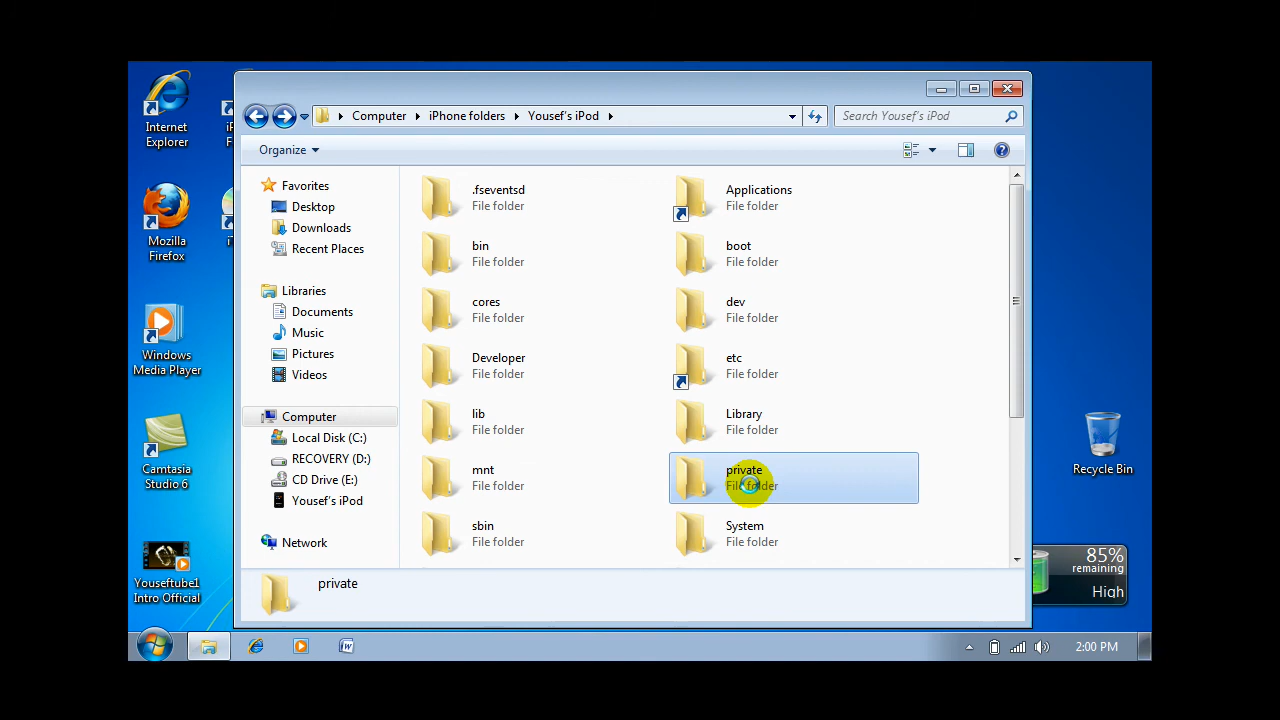 Internet
Explorer
Mozilla
Firefox
Windows
Media Player
Camtasia
Studio 6
Youseftube1
Intro Official
Computer
iPhone folders
Yousef's iPod
Search Yousef's iPod
Organize
Favorites
Desktop
Downloads
Recent Places
Libraries
Documents
Music
Pictures
Videos
Computer
Local Disk (C:)
RECOVERY (D:)
CD Drive (E:)
Yousef's iPod
Network
.fseventsd
File folder
Applications
File folder
bin
File folder
boot
File folder
cores
File folder
dev
File folder
Developer
File folder
etc
File folder
lib
File folder
Library
File folder
mnt
File folder
private
File folder
sbin
File folder
System
File folder
private
Recycle Bin
85%
remaining
High
2:00 PM